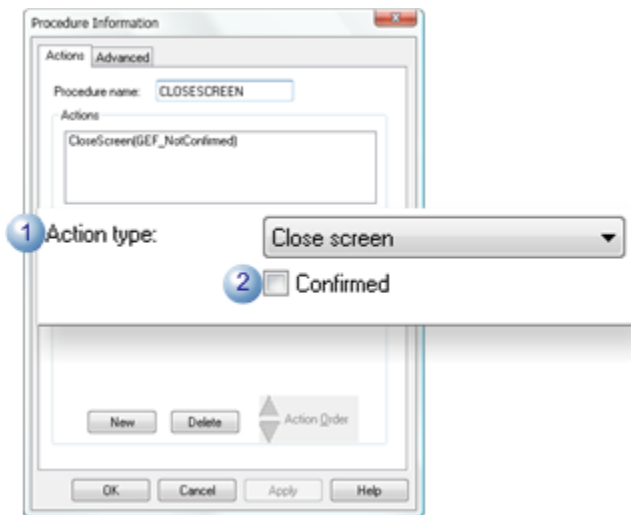 Procedure Information
Actions Advanced
Procedure name: CLOSESCREEN
Actions
CloseScreen(GEF_NotConfirmed)
1 Action type: Close screen
2 Confirmed
New Delete Action Order
OK Cancel Apply Help